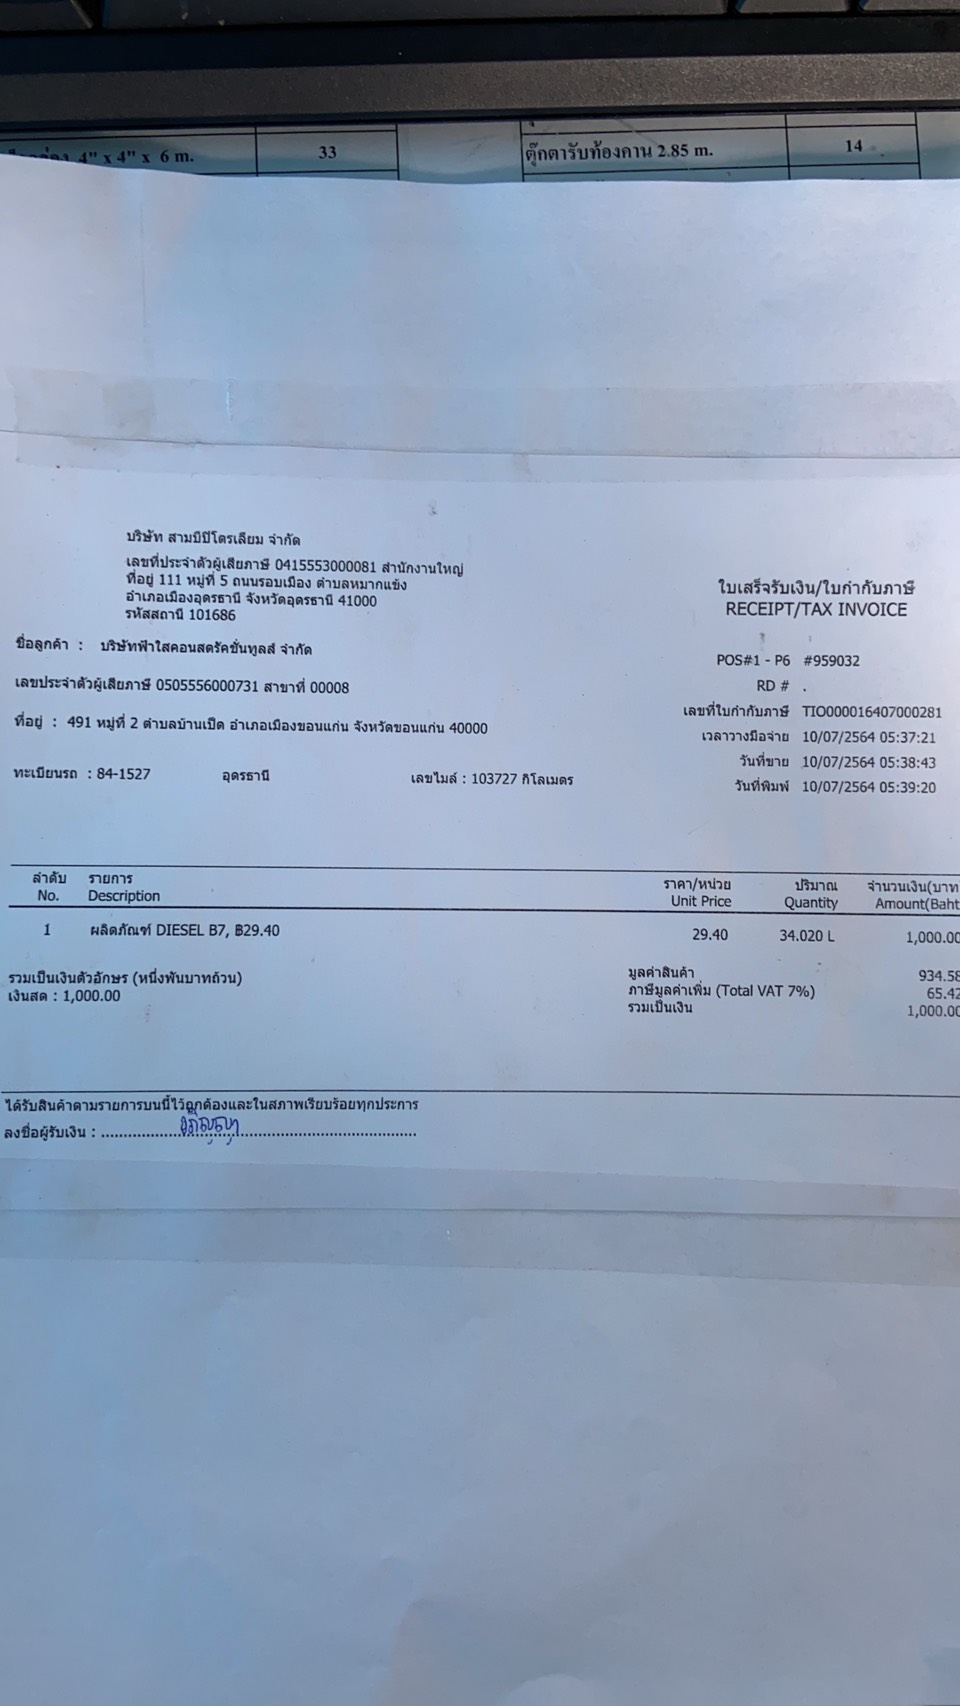 4" x 4" x 6 m. 33 ตุ๊กตารับท้องคาน 2.85 m. 14
บริษัท สามบีปิโตรเลียม จำกัด
เลขที่ประจำตัวผู้เสียภาษี 0415553000081 สำนักงานใหญ่
ที่อยู่ 111 หมู่ที่ 5 ถนนรอบเมือง ตำบลหมากแข้ง
อำเภอเมืองอุดรธานี จังหวัดอุดรธานี 41000
รหัสสถานี 101686
ใบเสร็จรับเงิน/ใบกำกับภาษี
RECEIPT/TAX INVOICE
ชื่อลูกค้า : บริษัทฟ้าใสคอนสตรัคชั่นทูลส์ จำกัด
เลขประจำตัวผู้เสียภาษี 0505556000731 สาขาที่ 00008
ที่อยู่ : 491 หมู่ที่ 2 ตำบลบ้านเป็ด อำเภอเมืองขอนแก่น จังหวัดขอนแก่น 40000
ทะเบียนรถ : 84-1527 อุดรธานี เลขไมล์ : 103727 กิโลเมตร
POS#1 - P6 #959032
RD # .
เลขที่ใบกำกับภาษี TIO000016407000281
เวลาวางมือจ่าย 10/07/2564 05:37:21
วันที่ขาย 10/07/2564 05:38:43
วันที่พิมพ์ 10/07/2564 05:39:20
ลำดับ รายการ ราคา/หน่วย ปริมาณ จำนวนเงิน(บาท
No. Description Unit Price Quantity Amount(Baht
1 ผลิตภัณฑ์ DIESEL B7, ฿29.40 29.40 34.020 L 1,000.00
รวมเป็นเงินตัวอักษร (หนึ่งพันบาทถ้วน)
เงินสด : 1,000.00
มูลค่าสินค้า 934.58
ภาษีมูลค่าเพิ่ม (Total VAT 7%) 65.42
รวมเป็นเงิน 1,000.00
ได้รับสินค้าตามรายการบนนี้ไว้ถูกต้องและในสภาพเรียบร้อยทุกประการ
ลงชื่อผู้รับเงิน :